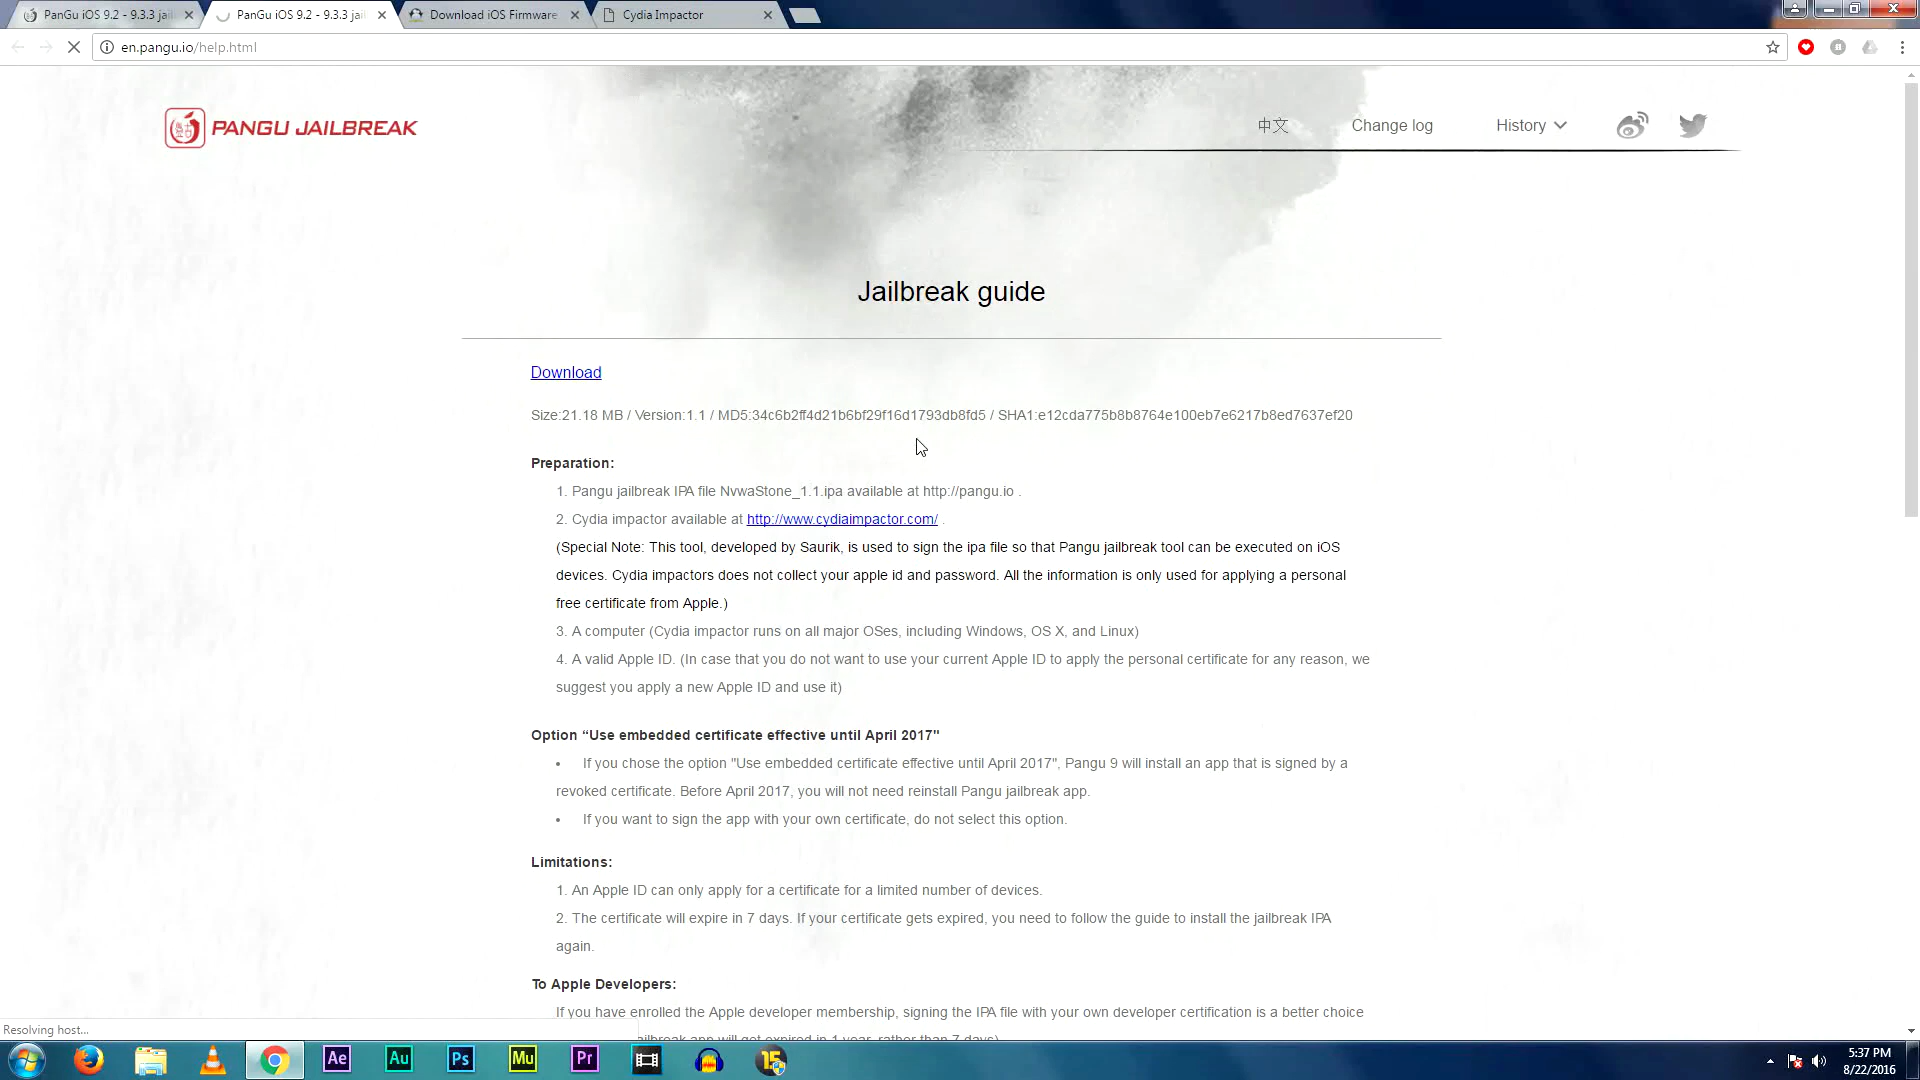 PanGu iOS 9.2 - 9.3.3 jail
PanGu iOS 9.2 - 9.3.3 jai
Download iOS Firmware
Cydia Impactor
en.pangu.io/help.html
PANGU JAILBREAK
中文
Change log
History
Jailbreak guide
Download
Size:21.18 MB / Version:1.1 / MD5:34c6b2ff4d21b6bf29f16d1793db8fd5 / SHA1:e12cda775b8b8764e100eb7e6217b8ed7637ef20
Preparation:
1. Pangu jailbreak IPA file NvwaStone_1.1.ipa available at http://pangu.io .
2. Cydia impactor available at http://www.cydiaimpactor.com/ .
(Special Note: This tool, developed by Saurik, is used to sign the ipa file so that Pangu jailbreak tool can be executed on iOS
devices. Cydia impactors does not collect your apple id and password. All the information is only used for applying a personal
free certificate from Apple.)
3. A computer (Cydia impactor runs on all major OSes, including Windows, OS X, and Linux)
4. A valid Apple ID. (In case that you do not want to use your current Apple ID to apply the personal certificate for any reason, we
suggest you apply a new Apple ID and use it)
Option “Use embedded certificate effective until April 2017"
• If you chose the option "Use embedded certificate effective until April 2017", Pangu 9 will install an app that is signed by a
revoked certificate. Before April 2017, you will not need reinstall Pangu jailbreak app.
• If you want to sign the app with your own certificate, do not select this option.
Limitations:
1. An Apple ID can only apply for a certificate for a limited number of devices.
2. The certificate will expire in 7 days. If your certificate gets expired, you need to follow the guide to install the jailbreak IPA
again.
To Apple Developers:
If you have enrolled the Apple developer membership, signing the IPA file with your own developer certification is a better choice
ailbreak app will get expired in 1 year, rather than 7 days)
Resolving host...
Ae
Au
Ps
Mu
Pr
15
5:37 PM
8/22/2016